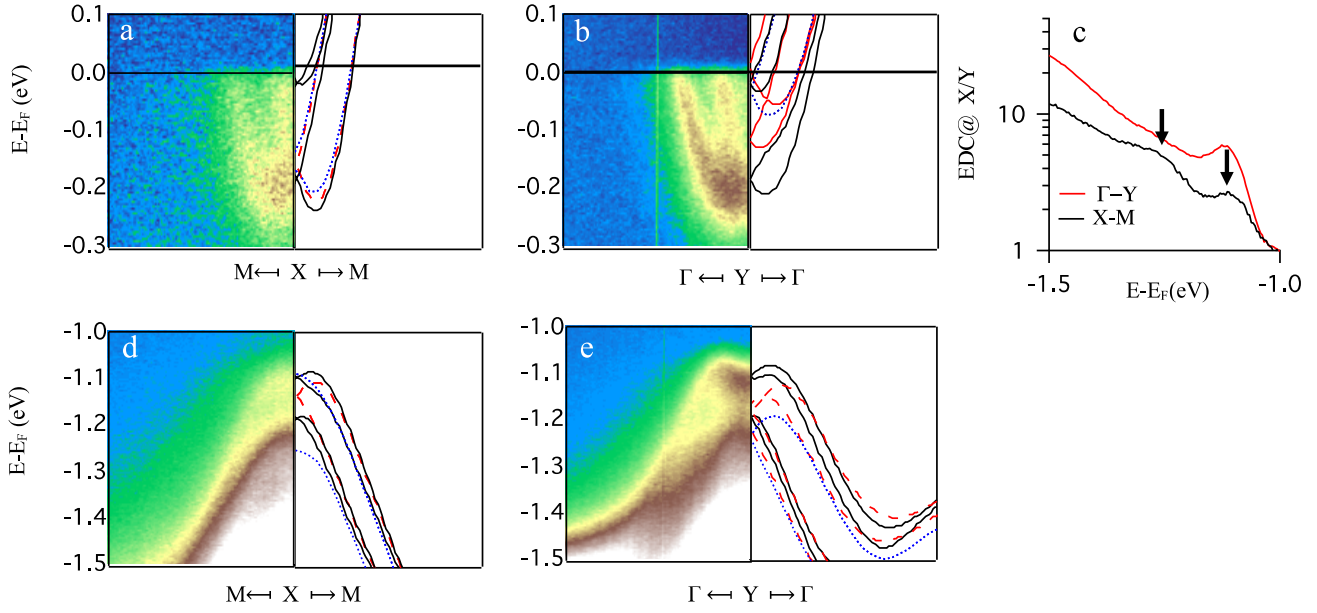 a
E-E_F (eV)
0.1
0.0
-0.1
-0.2
-0.3
M ← X ↦ M
b
0.1
0.0
-0.1
-0.2
-0.3
Γ ← Y ↦ Γ
c
EDC@ X/Y
10
1
Γ–Y
X-M
-1.5
-1.0
E-E_F(eV)
d
E-E_F (eV)
-1.0
-1.1
-1.2
-1.3
-1.4
-1.5
M ← X ↦ M
e
-1.0
-1.1
-1.2
-1.3
-1.4
-1.5
Γ ← Y ↦ Γ